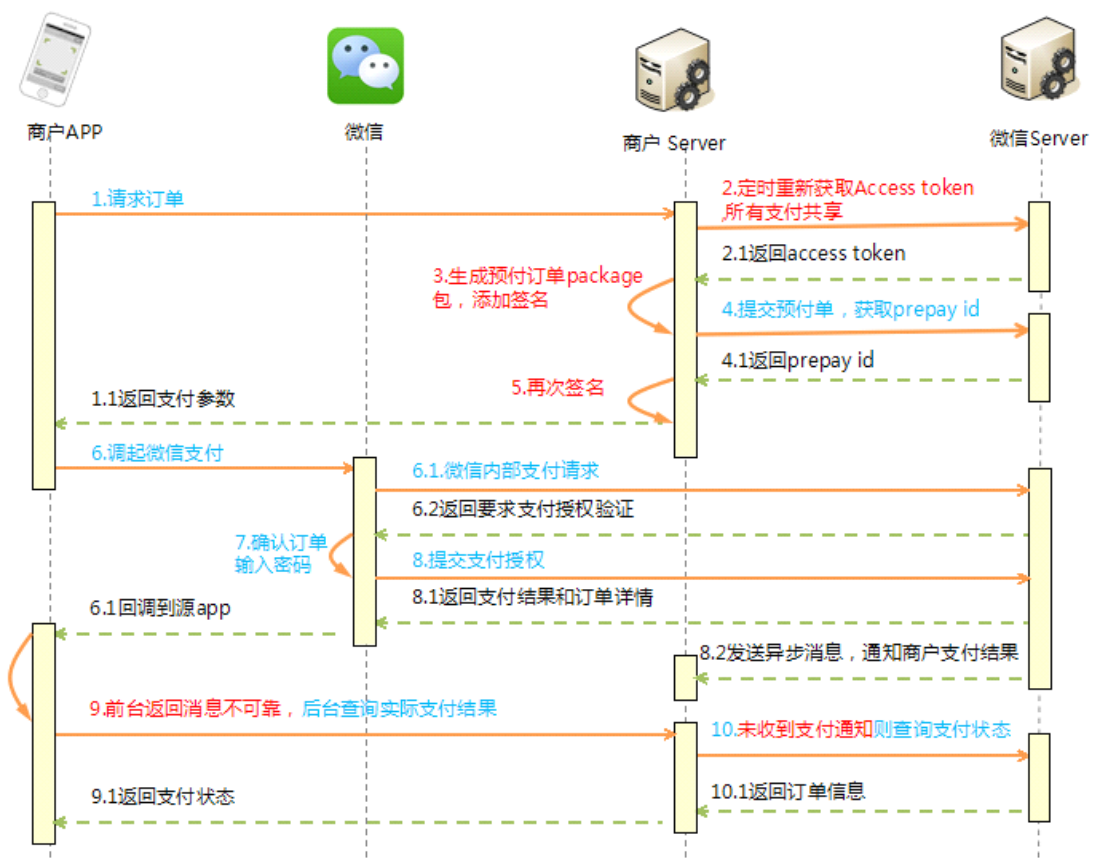 商户APP
微信
商户 Server
微信Server
1.请求订单
2.定时重新获取Access token
,所有支付共享
2.1返回access token
3.生成预付订单package
包，添加签名
4.提交预付单，获取prepay id
4.1返回prepay id
5.再次签名
1.1返回支付参数
6.调起微信支付
6.1.微信内部支付请求
6.2返回要求支付授权验证
7.确认订单
输入密码
8.提交支付授权
8.1返回支付结果和订单详情
6.1回调到源app
8.2发送异步消息，通知商户支付结果
9.前台返回消息不可靠，后台查询实际支付结果
10.未收到支付通知则查询支付状态
10.1返回订单信息
9.1返回支付状态